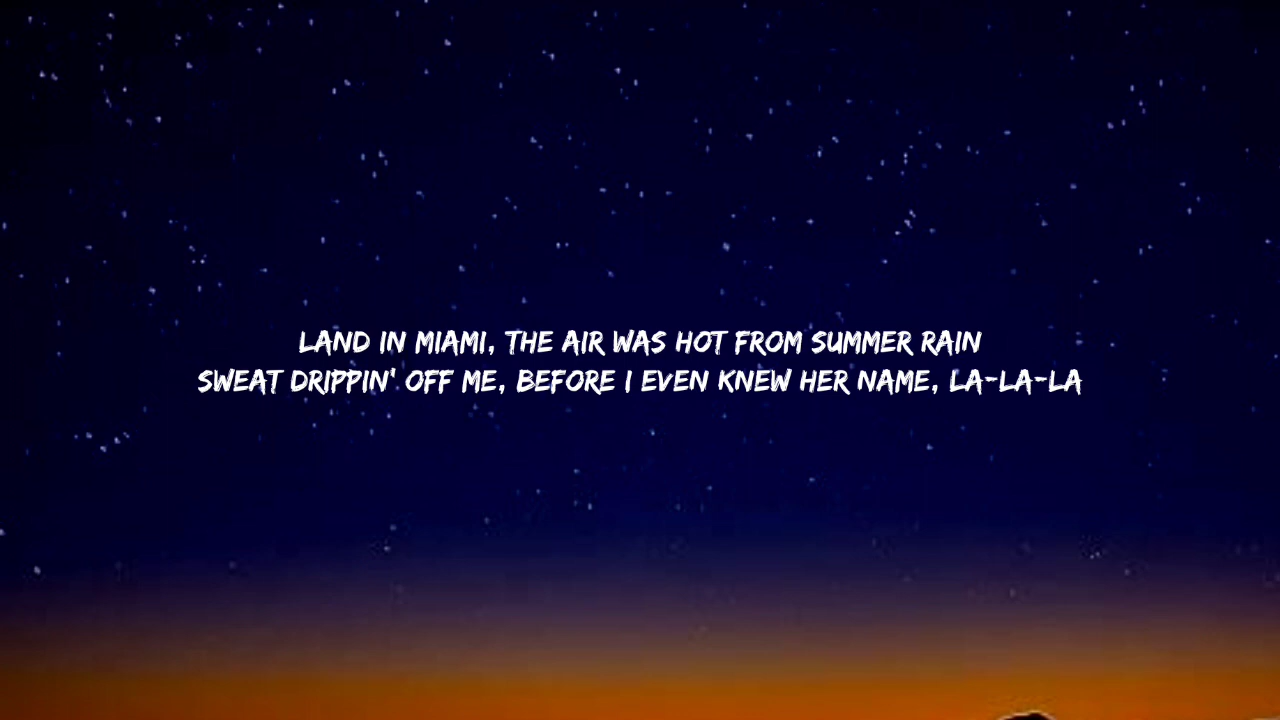 LAND IN MIAMI, THE AIR WAS HOT FROM SUMMER RAIN
SWEAT DRIPPIN' OFF ME, BEFORE I EVEN KNEW HER NAME, LA-LA-LA